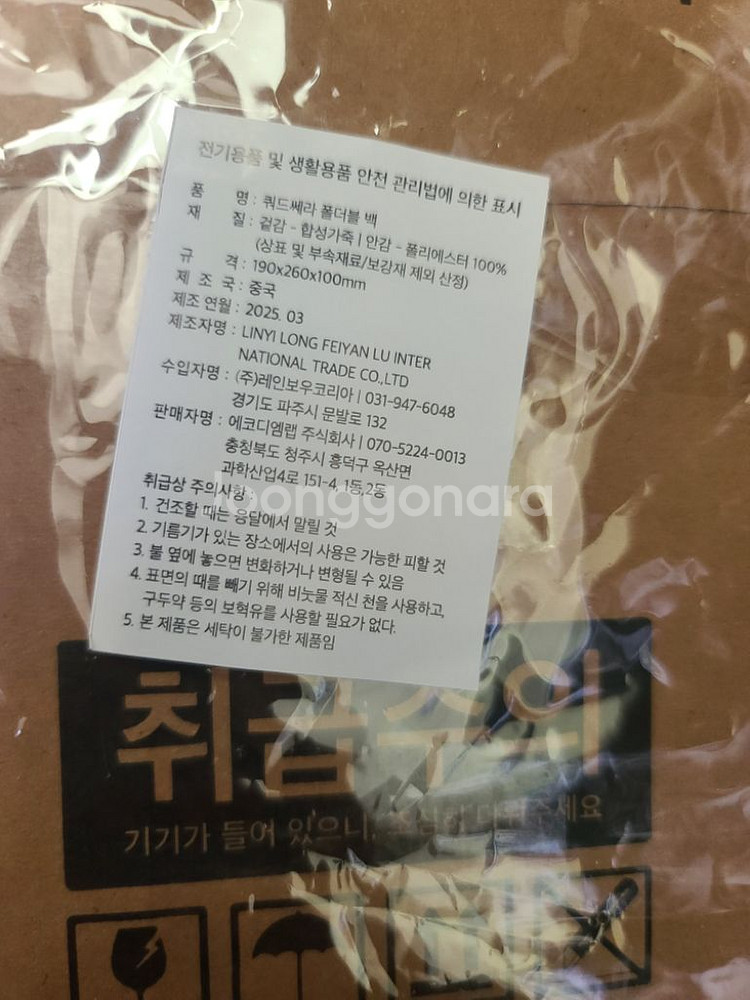 전기용품 및 생활용품 안전 관리법에 의한 표시
품 명 : 쿼드쎄라 폴더블 백
재 질 : 겉감 - 합성가죽 | 안감 - 폴리에스터 100%
(상표 및 부속재료/보강재 제외 산정)
규 격 : 190x260x100mm
제 조 국 : 중국
제조 연월 : 2025. 03
제조자명 : LINYI LONG FEIYAN LU INTER
NATIONAL TRADE CO.,LTD
수입자명 : (주)레인보우코리아 | 031-947-6048
경기도 파주시 문발로 132
판매자명 : 에코디엠랩 주식회사 | 070-5224-0013
충청북도 청주시 흥덕구 옥산면
과학산업4로 151-4, 1동,2동
취급상 주의사항 :
1. 건조할 때는 응달에서 말릴 것
2. 기름기가 있는 장소에서의 사용은 가능한 피할 것
3. 불 옆에 놓으면 변화하거나 변형될 수 있음
4. 표면의 때를 빼기 위해 비눗물 적신 천을 사용하고,
구두약 등의 보혁유를 사용할 필요가 없다.
5. 본 제품은 세탁이 불가한 제품임
joonggonara
취급주의
기기가 들어 있으니, 조심히 다뤄주세요